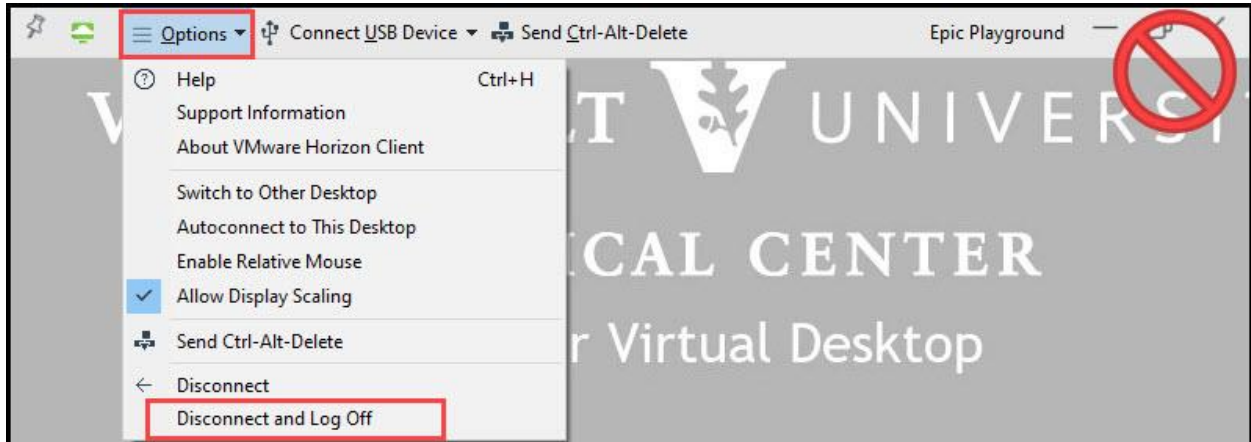 Options Connect USB Device Send Ctrl-Alt-Delete Epic Playground
Help Ctrl+H
Support Information
About VMware Horizon Client
Switch to Other Desktop
Autoconnect to This Desktop
Enable Relative Mouse
Allow Display Scaling
Send Ctrl-Alt-Delete
Disconnect
Disconnect and Log Off
V LT V UNIVERSI
ICAL CENTER
r Virtual Desktop